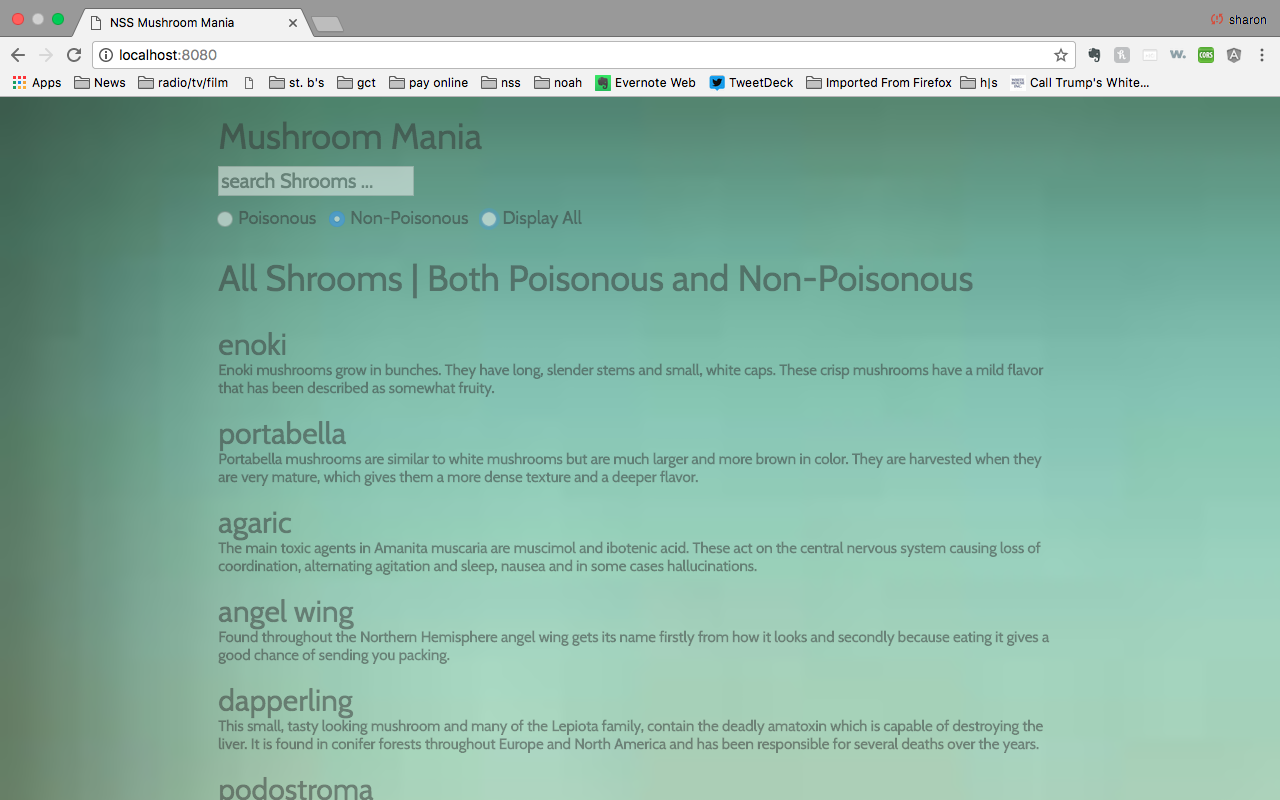 NSS Mushroom Mania
sharon
localhost:8080
W. CORS
Apps News radio/tv/film st. b's gct pay online nss noah Evernote Web TweetDeck Imported From Firefox h|s Call Trump's White...
Mushroom Mania
search Shrooms ...
Poisonous Non-Poisonous Display All
All Shrooms | Both Poisonous and Non-Poisonous
enoki
Enoki mushrooms grow in bunches. They have long, slender stems and small, white caps. These crisp mushrooms have a mild flavor
that has been described as somewhat fruity.
portabella
Portabella mushrooms are similar to white mushrooms but are much larger and more brown in color. They are harvested when they
are very mature, which gives them a more dense texture and a deeper flavor.
agaric
The main toxic agents in Amanita muscaria are muscimol and ibotenic acid. These act on the central nervous system causing loss of
coordination, alternating agitation and sleep, nausea and in some cases hallucinations.
angel wing
Found throughout the Northern Hemisphere angel wing gets its name firstly from how it looks and secondly because eating it gives a
good chance of sending you packing.
dapperling
This small, tasty looking mushroom and many of the Lepiota family, contain the deadly amatoxin which is capable of destroying the
liver. It is found in conifer forests throughout Europe and North America and has been responsible for several deaths over the years.
podostroma